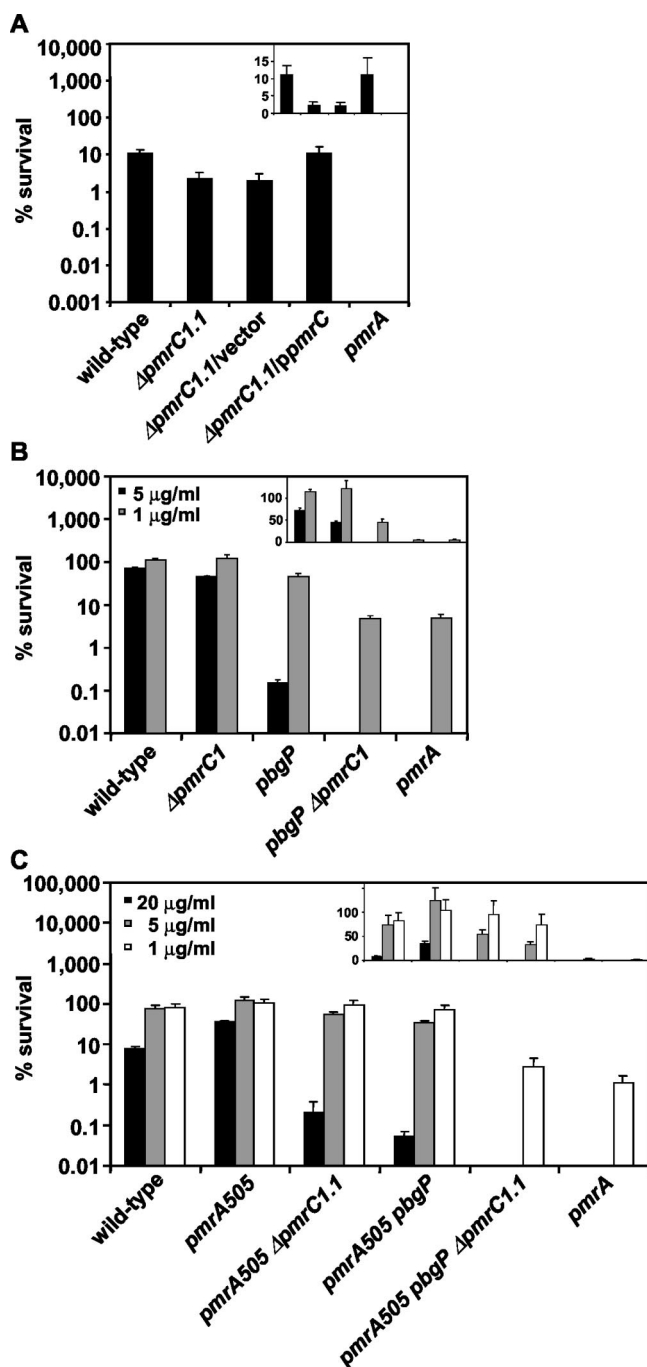 A
10,000
1,000
100
10
1
0.1
0.01
0.001
% survival
15
10
5
0
wild-type
ΔpmrC1.1
ΔpmrC1.1/vector
ΔpmrC1.1/ppmrC
pmrA
B
10,000
1,000
100
10
1
0.1
0.01
% survival
5 μg/ml
1 μg/ml
100
50
0
wild-type
ΔpmrC1
pbgP
pbgP ΔpmrC1
pmrA
C
100,000
10,000
1,000
100
10
1
0.1
0.01
% survival
20 μg/ml
5 μg/ml
1 μg/ml
100
50
0
wild-type
pmrA505
pmrA505 ΔpmrC1.1
pmrA505 pbgP
pmrA505 pbgP ΔpmrC1.1
pmrA